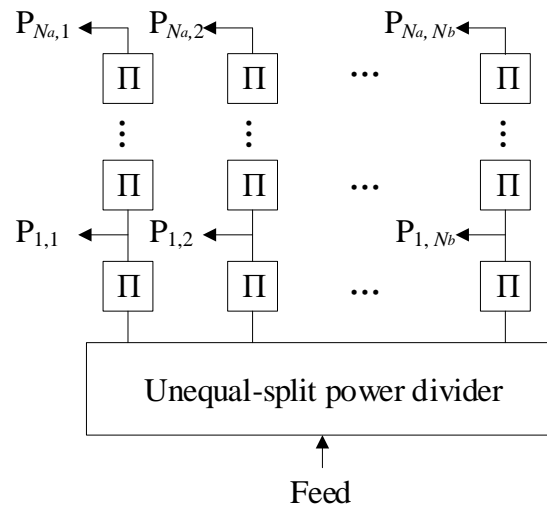 P_{Na,1} P_{Na,2} P_{Na,Nb}
Π Π ... Π
⋮ ⋮ ⋮
Π Π ... Π
P_{1,1} P_{1,2} P_{1,Nb}
Π Π ... Π
Unequal-split power divider
Feed